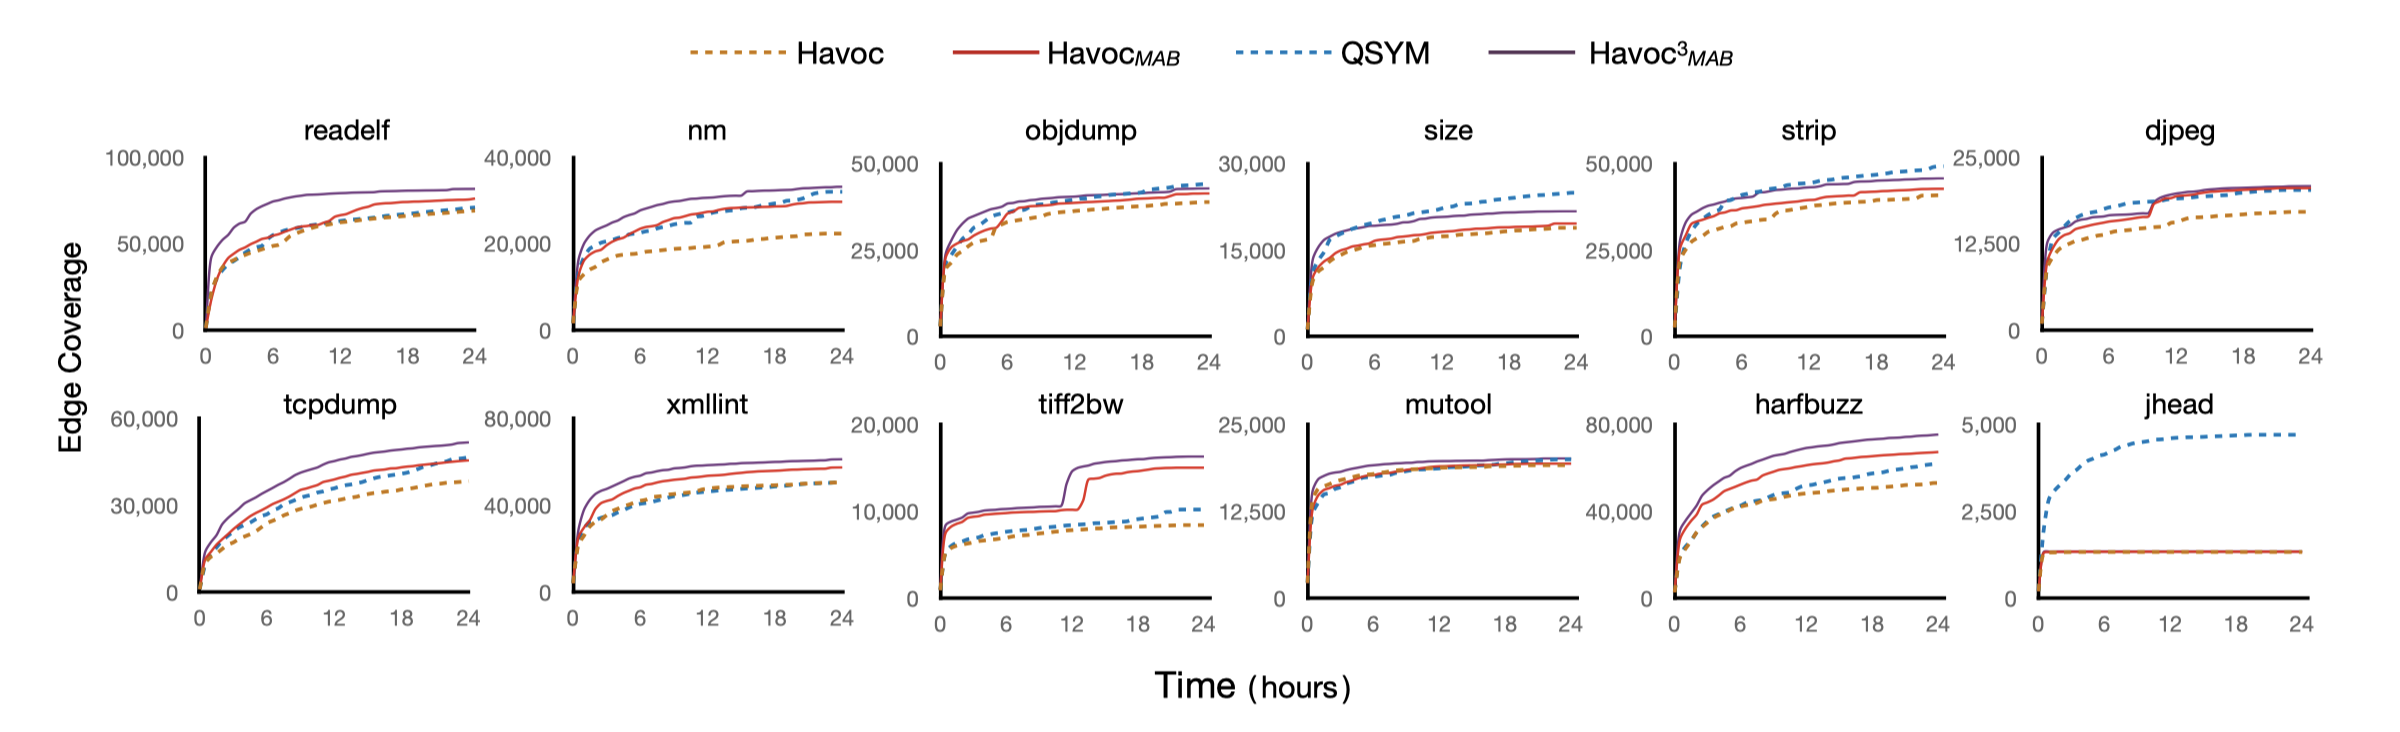 Havoc HavocMAB QSYM Havoc³MAB
readelf nm objdump size strip djpeg
100,000 40,000 50,000 30,000 50,000 25,000
50,000 20,000 25,000 15,000 25,000 12,500
0 0 0 0 0 0
0 6 12 18 24 0 6 12 18 24 0 6 12 18 24 0 6 12 18 24 0 6 12 18 24 0 6 12 18 24
Edge Coverage
tcpdump xmllint tiff2bw mutool harfbuzz jhead
60,000 80,000 20,000 25,000 80,000 5,000
30,000 40,000 10,000 12,500 40,000 2,500
0 0 0 0 0 0
0 6 12 18 24 0 6 12 18 24 0 6 12 18 24 0 6 12 18 24 0 6 12 18 24 0 6 12 18 24
Time (hours)